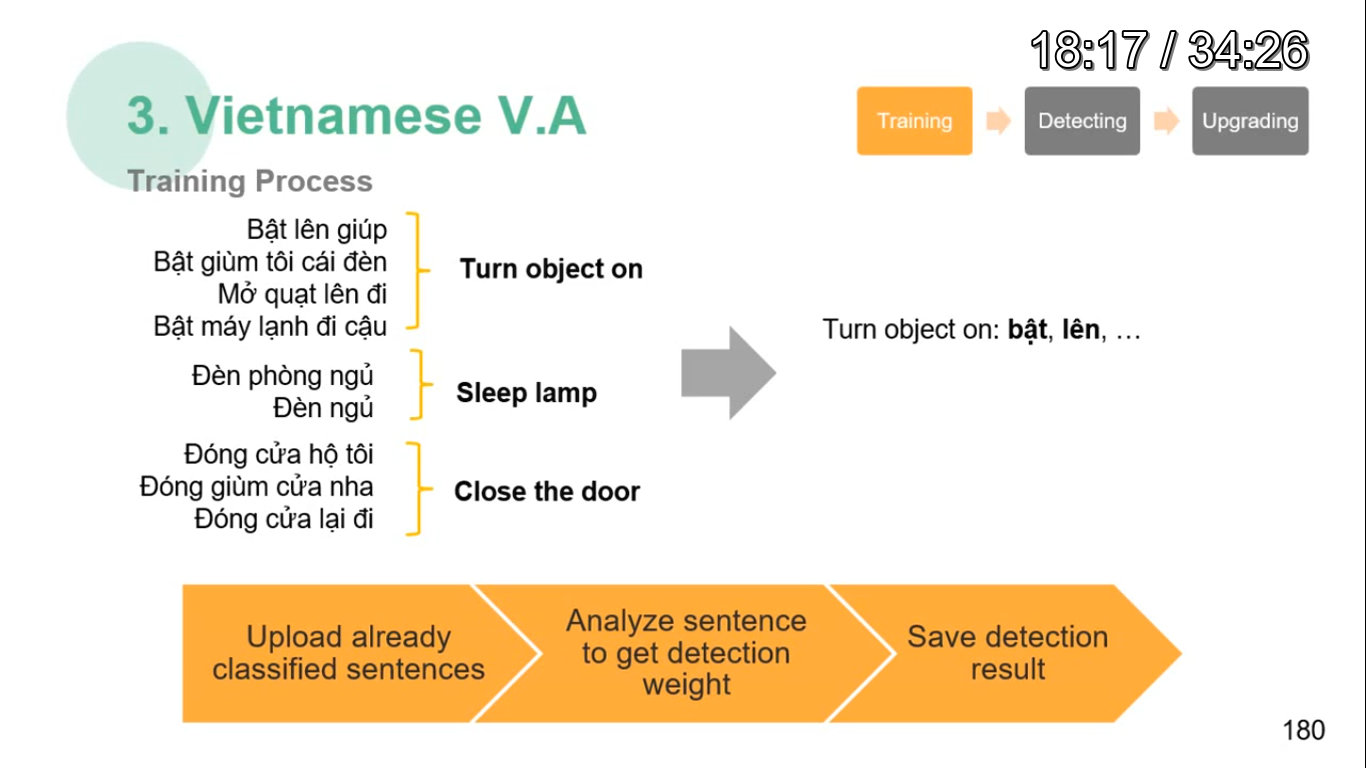 18:17 / 34:26
3. Vietnamese V.A
Training
Detecting
Upgrading
Training Process
Bật lên giúp
Bật giùm tôi cái đèn
Mở quạt lên đi
Bật máy lạnh đi cậu
Turn object on
Đèn phòng ngủ
Đèn ngủ
Sleep lamp
Đóng cửa hộ tôi
Đóng giùm cửa nha
Đóng cửa lại đi
Close the door
Turn object on: bật, lên, …
Upload already
classified sentences
Analyze sentence
to get detection
weight
Save detection
result
180